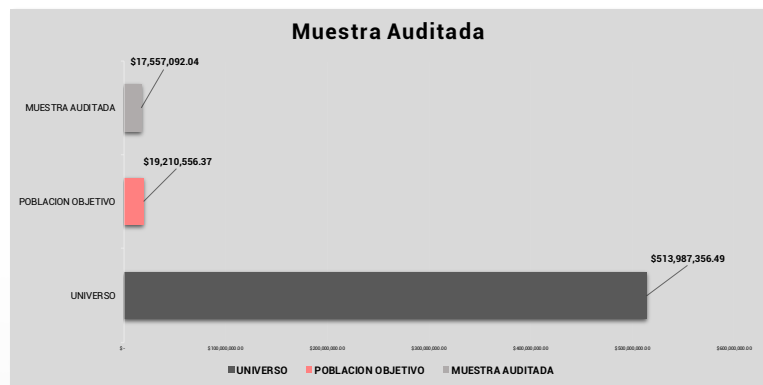 Muestra Auditada
$17,557,092.04
MUESTRA AUDITADA
$19,210,556.37
POBLACION OBJETIVO
$513,987,356.49
UNIVERSO
$- $100,000,000.00 $200,000,000.00 $300,000,000.00 $400,000,000.00 $500,000,000.00 $600,000,000.00
UNIVERSO POBLACION OBJETIVO MUESTRA AUDITADA